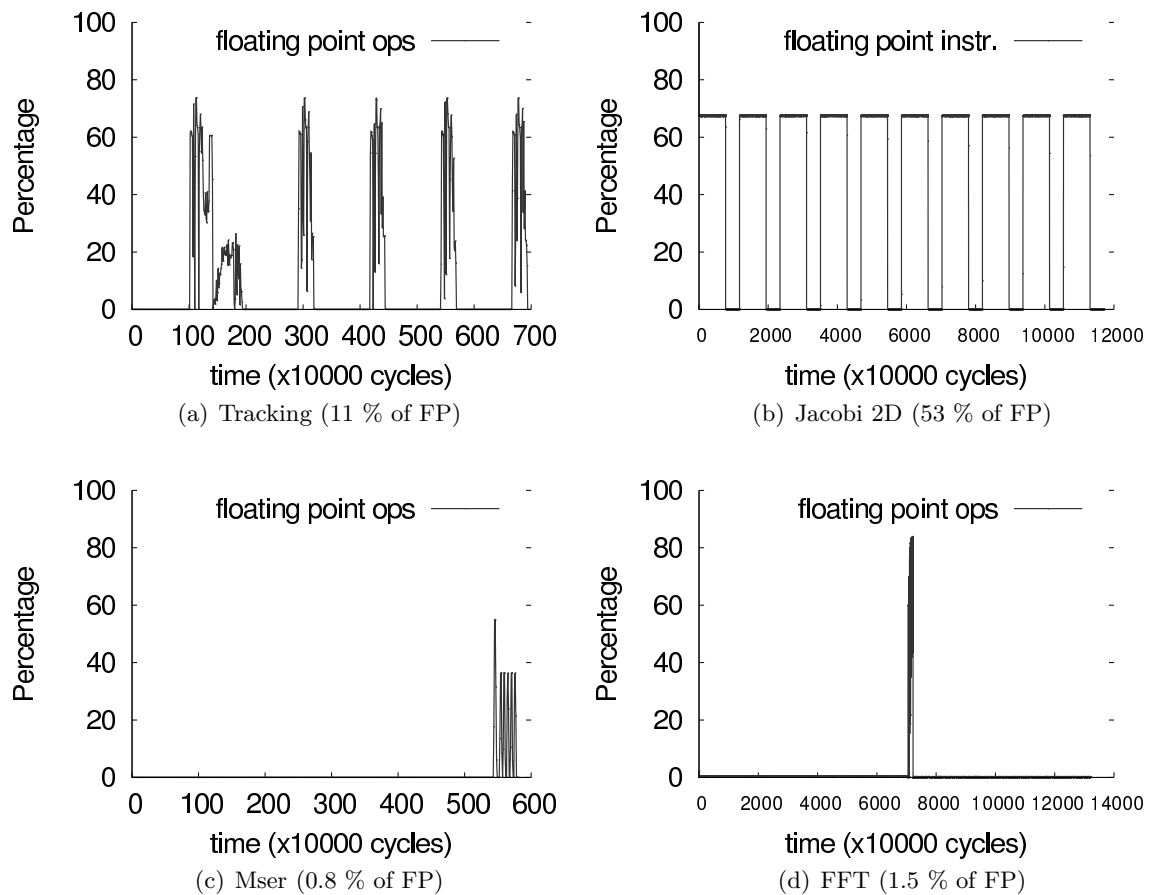 100
80
60
40
20
0
Percentage
floating point ops
0 100 200 300 400 500 600 700
time (x10000 cycles)
(a) Tracking (11 % of FP)
100
80
60
40
20
0
Percentage
floating point instr.
0 2000 4000 6000 8000 10000 12000
time (x10000 cycles)
(b) Jacobi 2D (53 % of FP)
100
80
60
40
20
0
Percentage
floating point ops
0 100 200 300 400 500 600
time (x10000 cycles)
(c) Mser (0.8 % of FP)
100
80
60
40
20
0
Percentage
floating point ops
0 2000 4000 6000 8000 10000 12000 14000
time (x10000 cycles)
(d) FFT (1.5 % of FP)